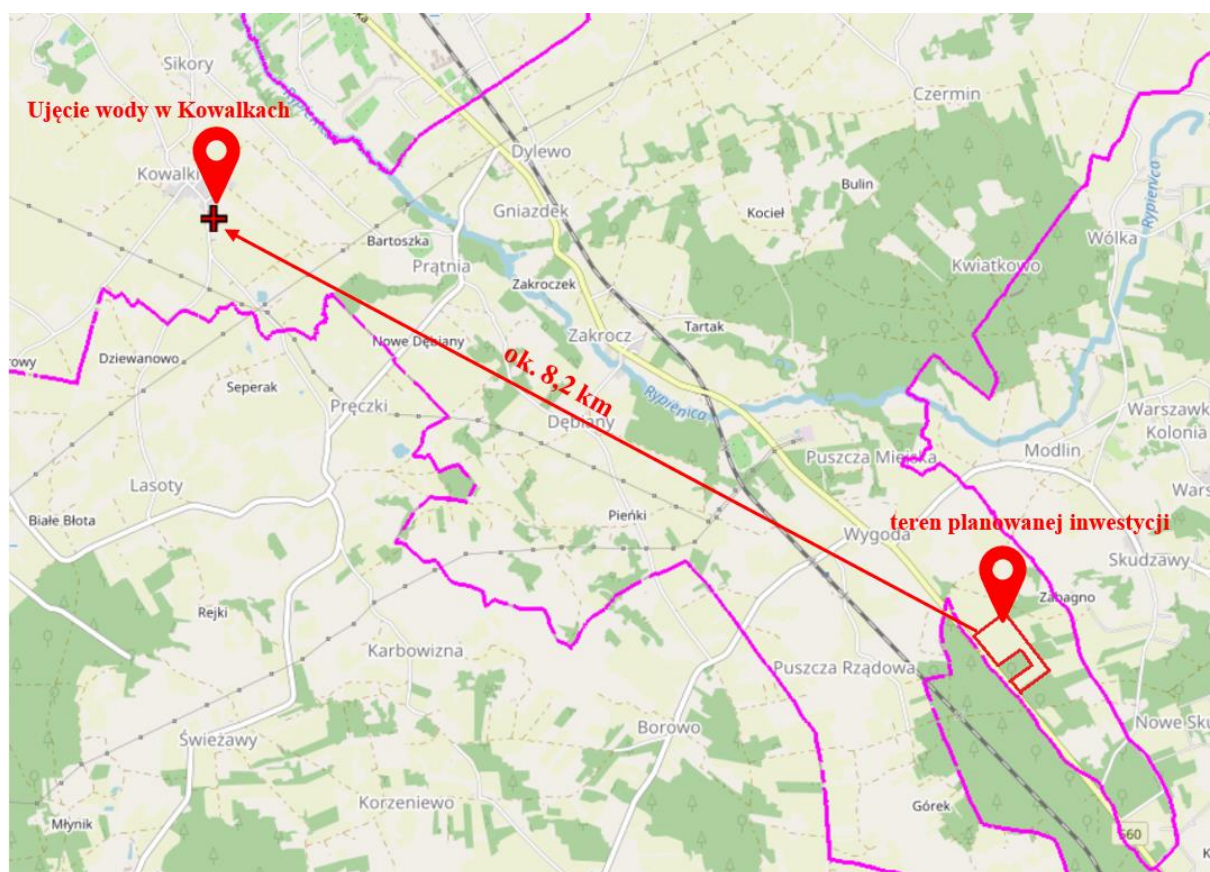 Sikory
Czermin
Ujęcie wody w Kowalkach
Rypienica
Dylewo
Kowalki
Bulin
Rypienica
Gniazdek
Kocieł
Bartoszka
Wólka
Prątnia
Kwiatkowo
Zakroczek
Tartak
Zakrocz
Nowe Dębiany
Dziewanowo
rowy
ok. 8,2 km
Seperak
Pręczki
Rypienica
Dębiany
Warszawk
Kolonia
Modlin
Puszcza Miejska
Lasoty
Wars
Pieńki
Białe Błota
teren planowanej inwestycji
Wygoda
Skudzawy
Zabagno
Rejki
Karbowizna
Puszcza Rządowa
Nowe Sku
Borowo
Świeżawy
Korzeniewo
Górek
Młynik
560
K